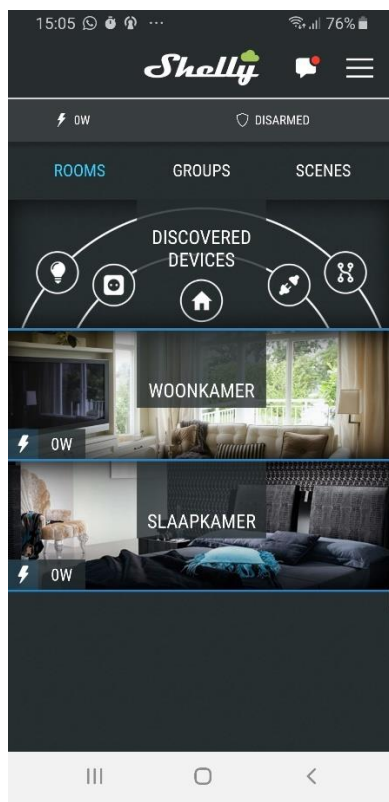 15:05 76%
Shelly
0W DISARMED
ROOMS GROUPS SCENES
DISCOVERED
DEVICES
WOONKAMER
0W
SLAAPKAMER
0W